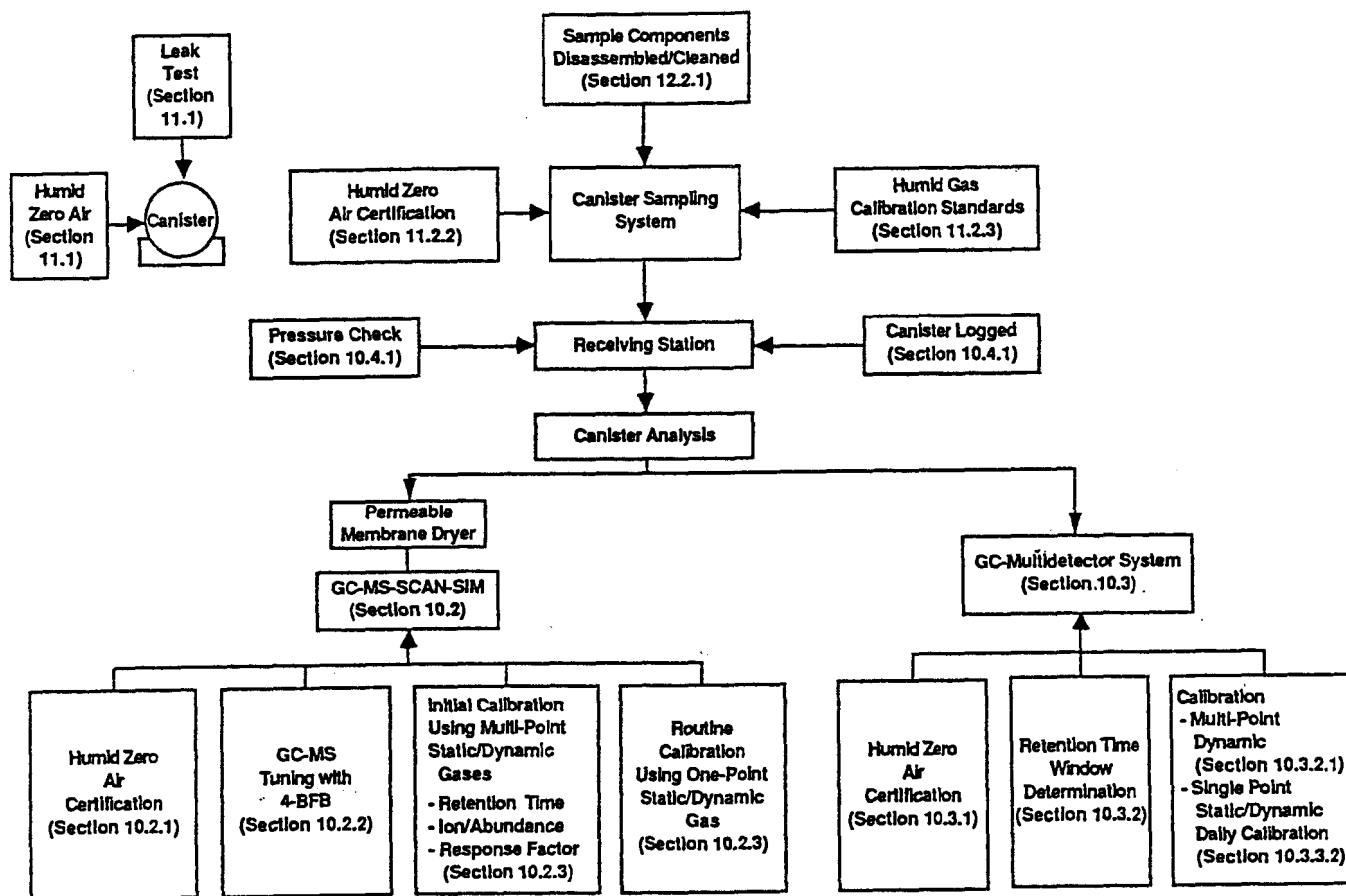 Leak
Test
(Section
11.1)
Sample Components
Disassembled/Cleaned
(Section 12.2.1)
Humid
Zero Air
(Section
11.1)
Canister
Humid Zero
Air Certification
(Section 11.2.2)
Canister Sampling
System
Humid Gas
Calibration Standards
(Section 11.2.3)
Pressure Check
(Section 10.4.1)
Receiving Station
Canister Logged
(Section 10.4.1)
Canister Analysis
Permeable
Membrane Dryer
GC-MS-SCAN-SIM
(Section 10.2)
GC-Multidetector System
(Section.10.3)
Humid Zero
Air
Certification
(Section 10.2.1)
GC-MS
Tuning with
4-BFB
(Section 10.2.2)
Initial Calibration
Using Multi-Point
Static/Dynamic
Gases
- Retention Time
- Ion/Abundance
- Response Factor
(Section 10.2.3)
Routine
Calibration
Using One-Point
Static/Dynamic
Gas
(Section 10.2.3)
Humid Zero
Air
Certification
(Section 10.3.1)
Retention Time
Window
Determination
(Section 10.3.2)
Calibration
- Multi-Point
Dynamic
(Section 10.3.2.1)
- Single Point
Static/Dynamic
Daily Calibration
(Section 10.3.3.2)